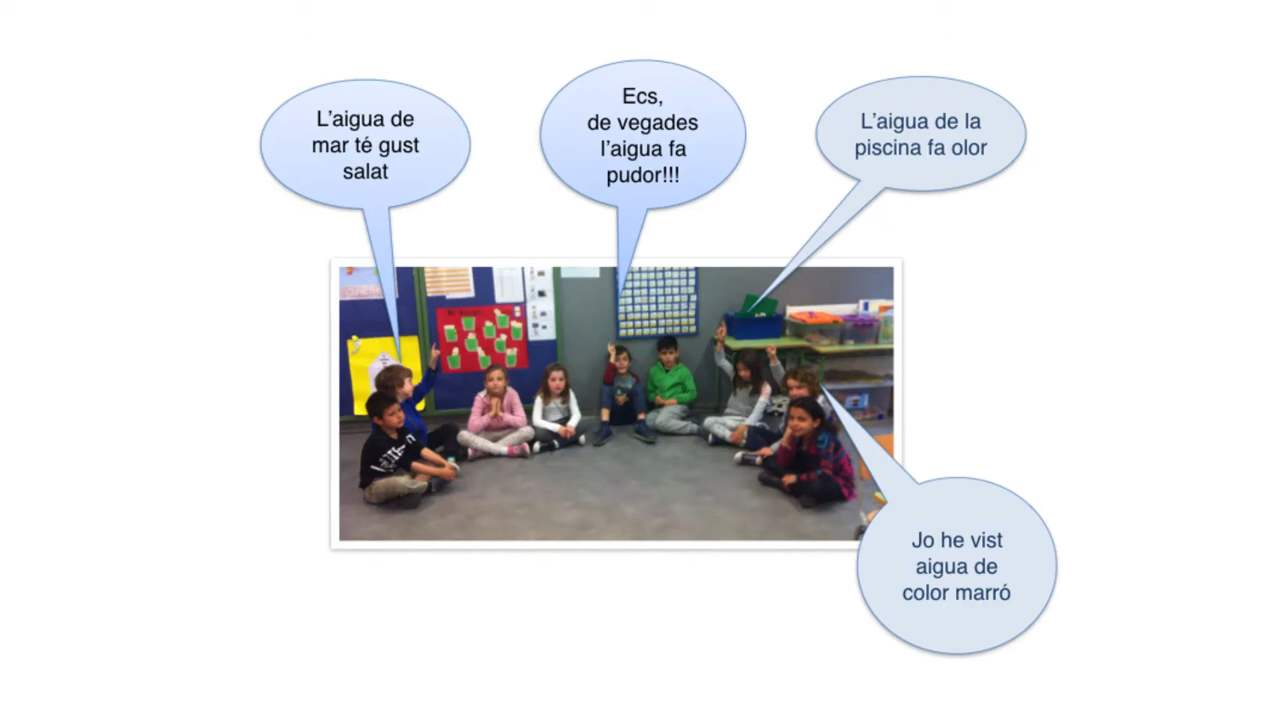 L'aigua de
mar té gust
salat
Ecs,
de vegades
l'aigua fa
pudor!!!
L'aigua de la
piscina fa olor
Jo he vist
aigua de
color marró